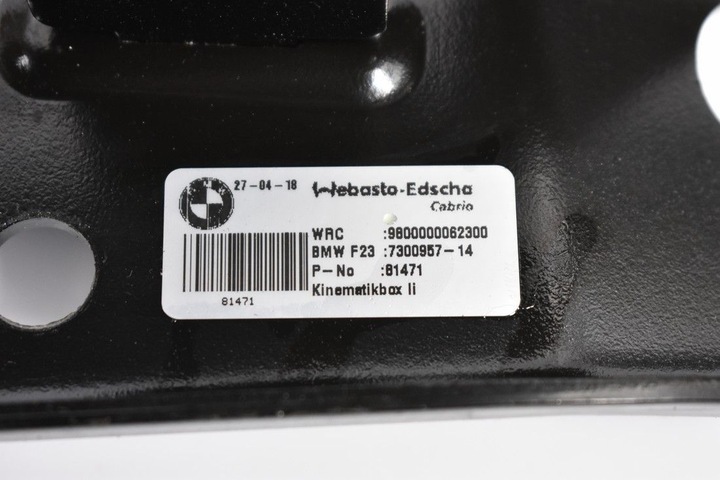 27-04-18 Webasto-Edscha
Cabrio
WRC :9800000062300
BMW F23 :7300957-14
P-No :81471
Kinematikbox li
81471